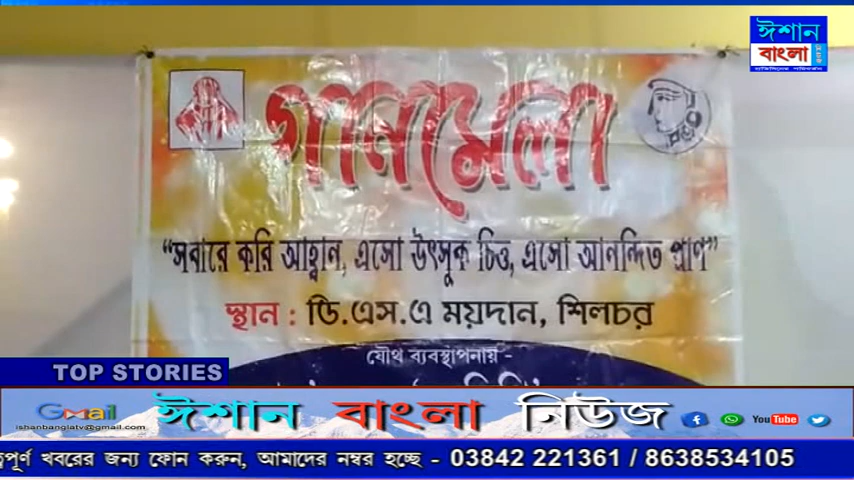 ঈশান
বাংলা
গানমেলা
“সবারে করি আহ্বান, এসো উৎসুক চিত্ত, এসো আনন্দিত প্রাণ”
স্থান : ডি.এস.এ ময়দান, শিলচর
যৌথ ব্যবস্থাপনায় -
TOP STORIES
Gmail
ishanbanglatv@gmail.com
ঈশান বাংলা নিউজ
YouTube
খবরের জন্য ফোন করুন, আমাদের নম্বর হচ্ছে - 03842 221361 / 8638534105